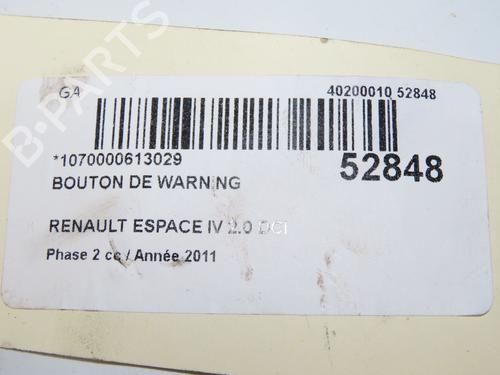 B-PARTS
GA
40200010 52848
*1070000613029
52848
BOUTON DE WARNING
RENAULT ESPACE IV 2.0 DCI
Phase 2 cc / Année 2011